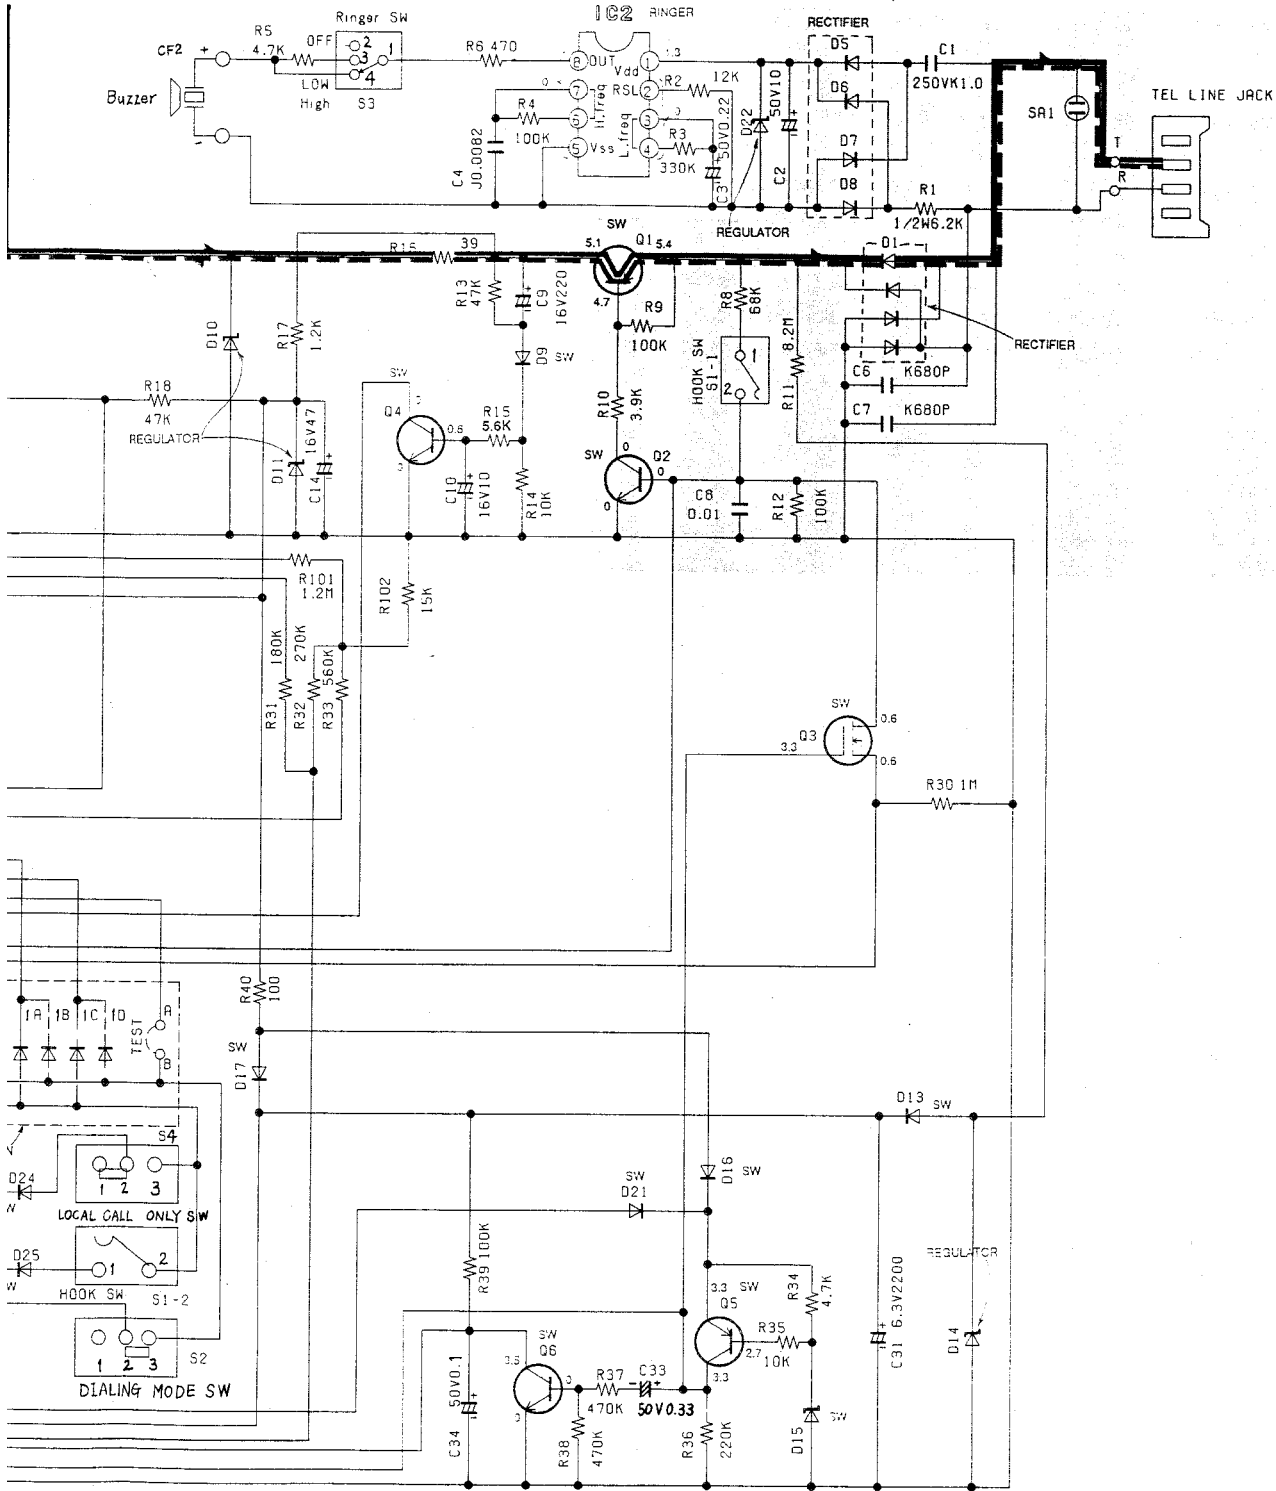 IC2 RINGER
Ringer SW
RECTIFIER
R5
4.7K
OFF
2
3
4
1
LOW
High
S3
CF2
+
-
Buzzer
R6 470
8 OUT
Vdd 1
7
RSL 2
6
H.freq
3
5 Vss
L.freq
4
R2 12K
R4
100K
R3
330K
C4
J0.0082
C3
50V0.22
D22
50V10
C2
D5
D6
D7
D8
C1
250VK1.0
R1
1/2W6.2K
SA1
TEL LINE JACK
T
R
REGULATOR
SW
5.1
Q1
5.4
4.7
39
R13
47K
C9
16V220
D9 SW
R9
100K
R8
68K
HOOK SW
S1-1
1
2
R11
8.2M
D1
RECTIFIER
C6
K680P
C7
K680P
D10
R17
1.2K
R18
47K
REGULATOR
D11
16V47
C14
SW
Q4
0
0.6
R15
5.6K
C10
16V10
R14
10K
R10
3.9K
SW
0
Q2
0
0
C8
0.01
R12
100K
R101
1.2M
R102
15K
180K
270K
560K
R31
R32
R33
SW
Q3
3.3
0.6
0.6
R30 1M
R40
100
1A
1B
1C
1D
TEST
A
B
SW
D17
D13 SW
S4
D24
1 2 3
LOCAL CALL ONLY SW
D25
1
2
HOOK SW S1-2
1 2 3
S2
DIALING MODE SW
SW
D21
D16
SW
R39 100K
REGULATOR
3.3
SW
Q5
R34
4.7K
R35
10K
2.7
3.3
C31 6.3V2200
D14
SW
Q6
0
0
50V0.1
C34
R37
470K
C33
- +
50V0.33
R38
470K
R36
220K
D15
SW